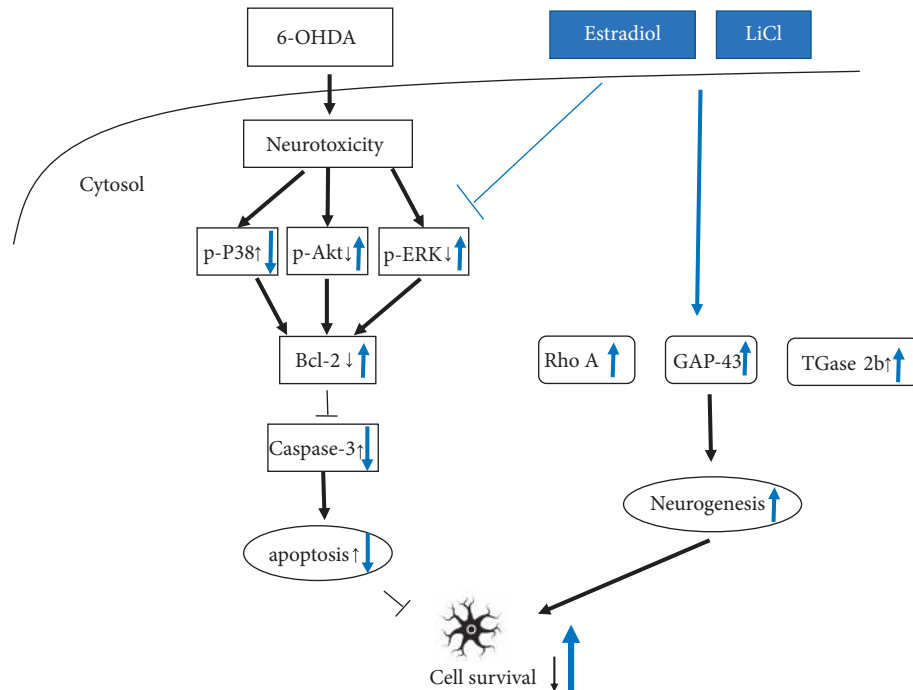 6-OHDA
Estradiol
LiCl
Neurotoxicity
Cytosol
p-P38↑
p-Akt↓
p-ERK↓
Bcl-2 ↓
Rho A
GAP-43
TGase 2b↑
Caspase-3↑
Neurogenesis
apoptosis↑
Cell survival